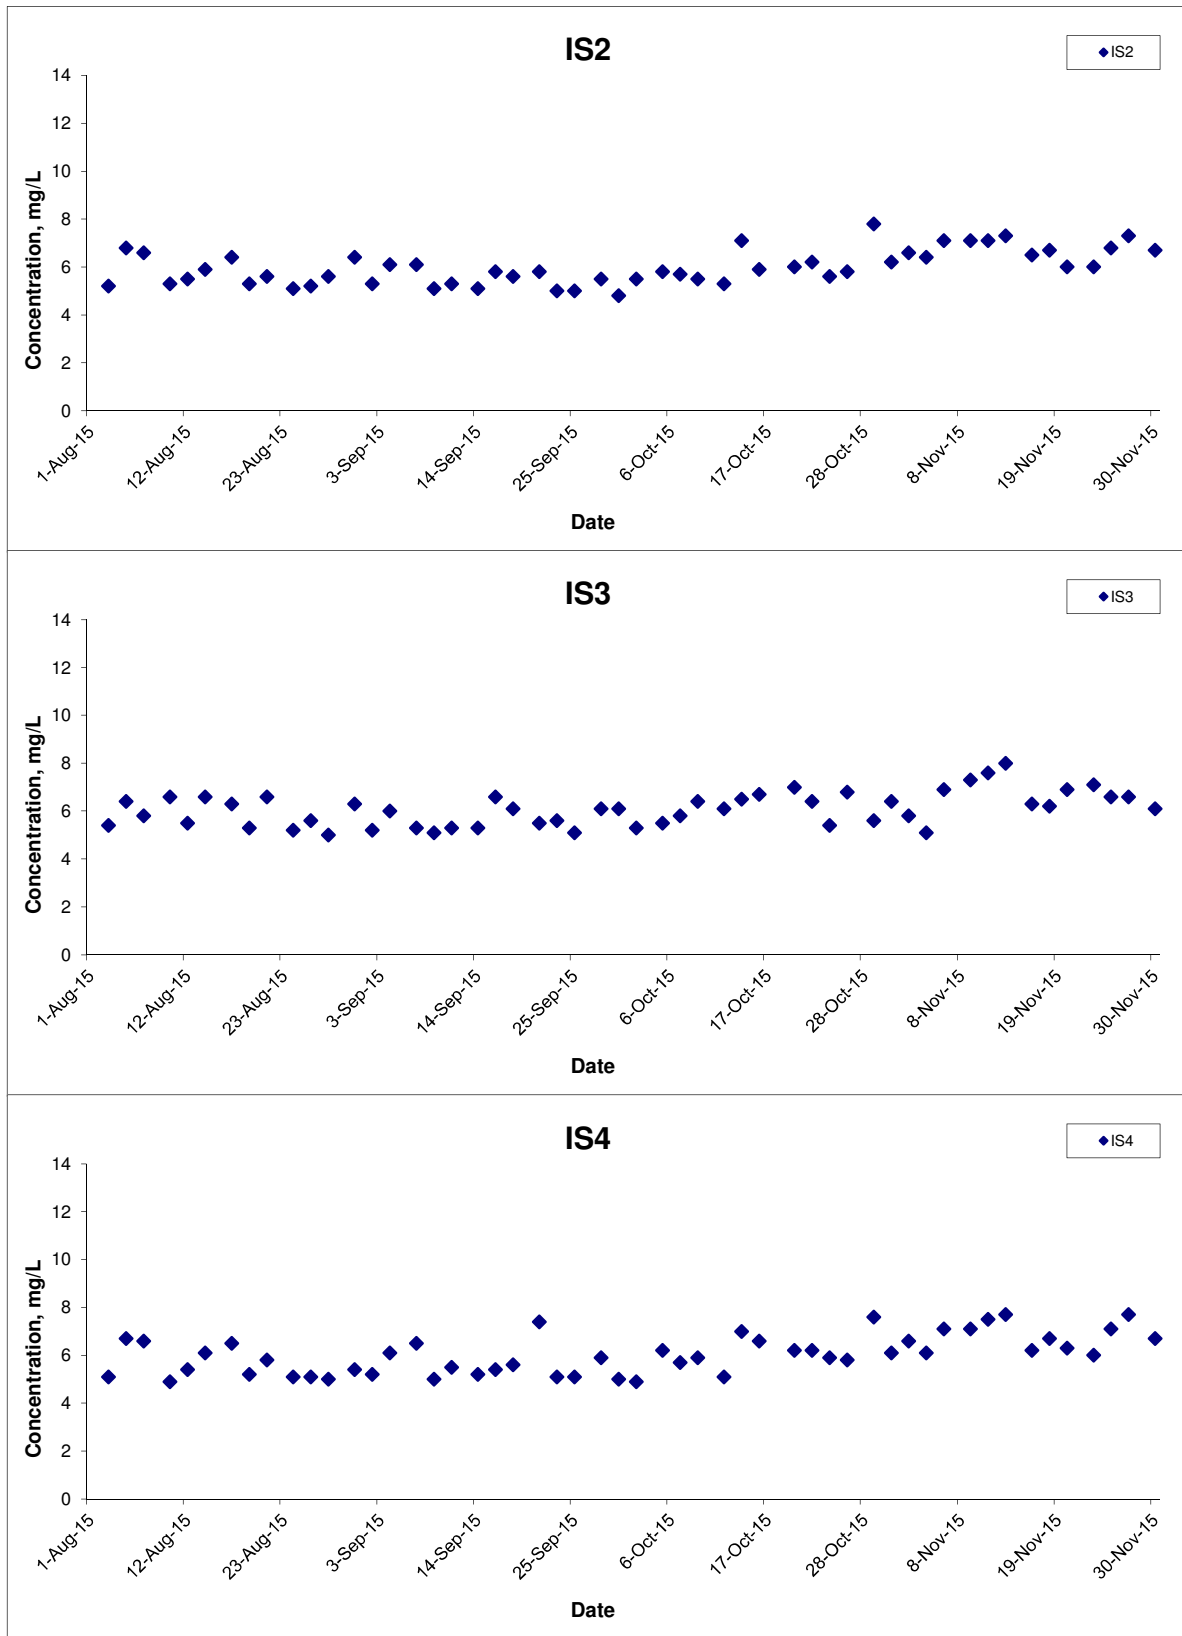 IS2
IS2
14
12
10
8
6
4
2
0
Concentration, mg/L
1-Aug-15
12-Aug-15
23-Aug-15
3-Sep-15
14-Sep-15
25-Sep-15
6-Oct-15
17-Oct-15
28-Oct-15
8-Nov-15
19-Nov-15
30-Nov-15
Date
IS3
IS3
14
12
10
8
6
4
2
0
Concentration, mg/L
1-Aug-15
12-Aug-15
23-Aug-15
3-Sep-15
14-Sep-15
25-Sep-15
6-Oct-15
17-Oct-15
28-Oct-15
8-Nov-15
19-Nov-15
30-Nov-15
Date
IS4
IS4
14
12
10
8
6
4
2
0
Concentration, mg/L
1-Aug-15
12-Aug-15
23-Aug-15
3-Sep-15
14-Sep-15
25-Sep-15
6-Oct-15
17-Oct-15
28-Oct-15
8-Nov-15
19-Nov-15
30-Nov-15
Date